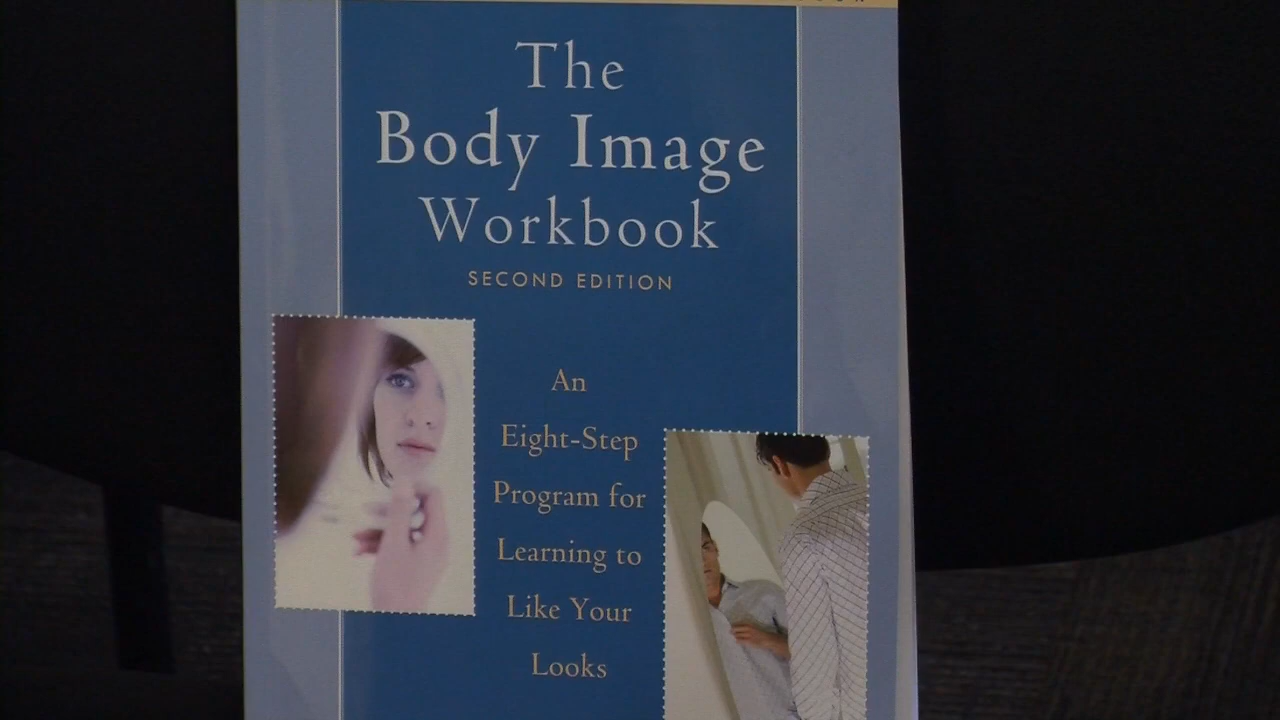 The
Body Image
Workbook
SECOND EDITION
An
Eight-Step
Program for
Learning to
Like Your
Looks